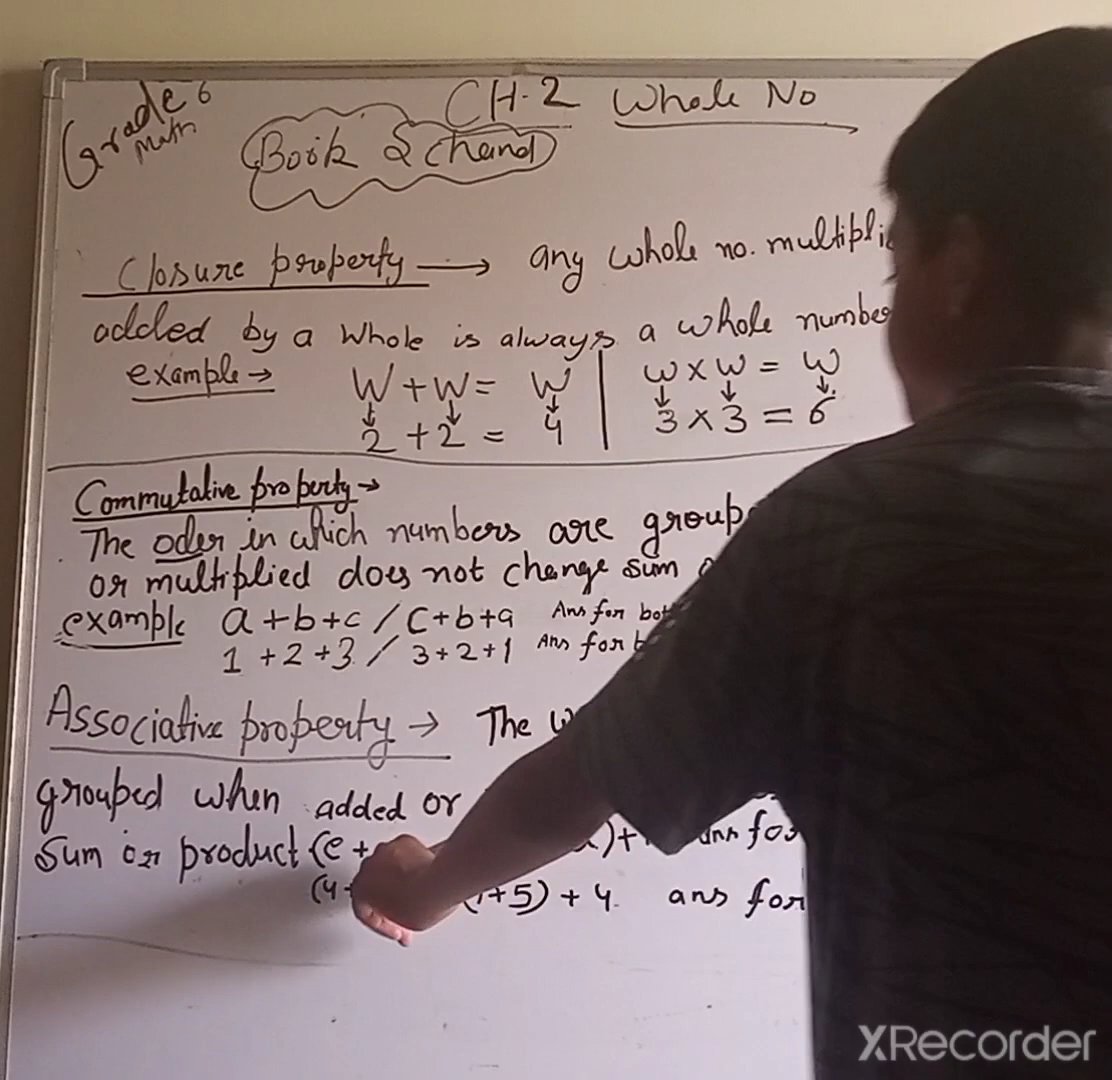 Grade 6
Math
CH-2 Whole No
Book S Chand
Closure property → any whole no. multipli
added by a Whole is always a whole number
example → W + W = W | W × W = W
2 + 2 = 4 | 3 × 3 = 6
Commutative property →
The oder in which numbers are group
or multiplied does not change sum
example a + b + c / c + b + a Ans for bot
1 + 2 + 3 / 3 + 2 + 1 Ans for b
Associative property → The w
grouped when added or
Sum or product (e + )+ ann for
(4+ +5) + 4. ans for
XRecorder